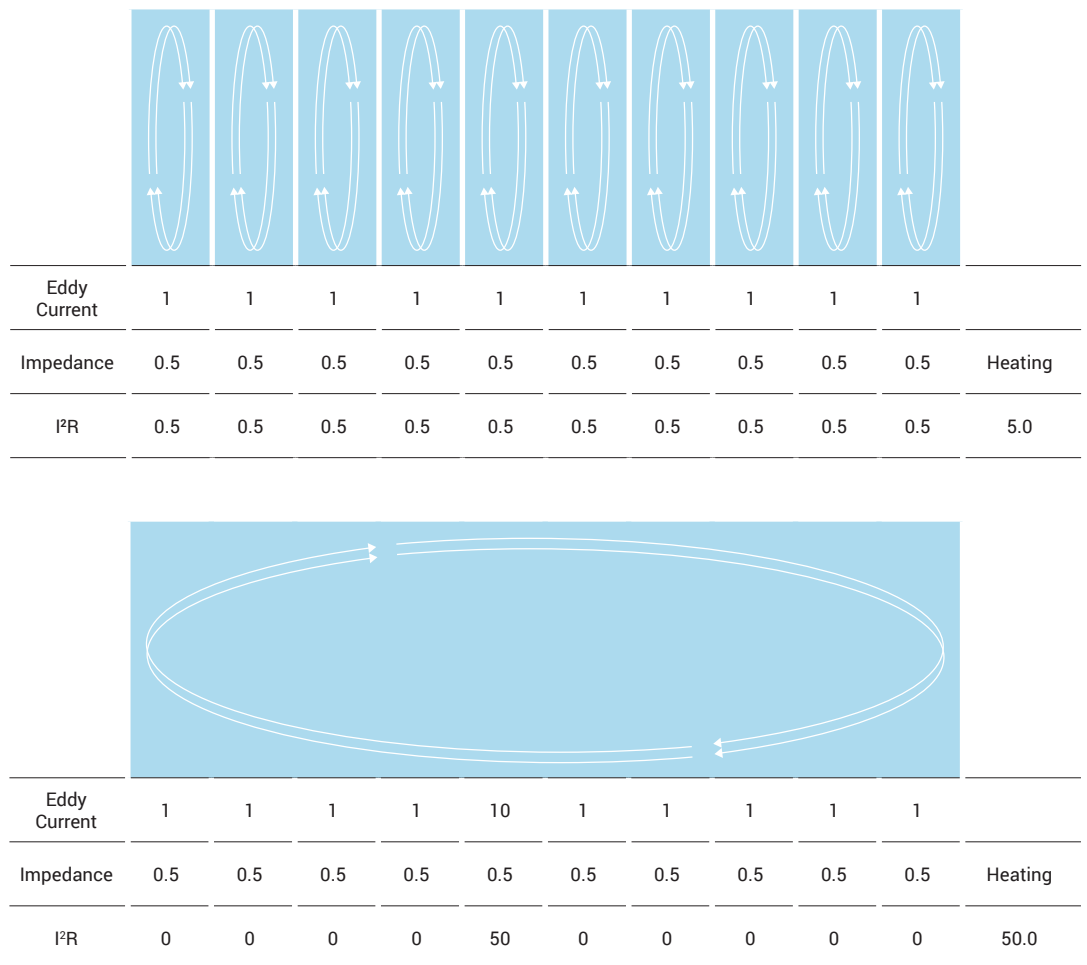 Eddy
Current 1 1 1 1 1 1 1 1 1 1
Impedance 0.5 0.5 0.5 0.5 0.5 0.5 0.5 0.5 0.5 0.5 Heating
I²R 0.5 0.5 0.5 0.5 0.5 0.5 0.5 0.5 0.5 0.5 5.0
Eddy
Current 1 1 1 1 10 1 1 1 1 1
Impedance 0.5 0.5 0.5 0.5 0.5 0.5 0.5 0.5 0.5 0.5 Heating
I²R 0 0 0 0 50 0 0 0 0 0 50.0